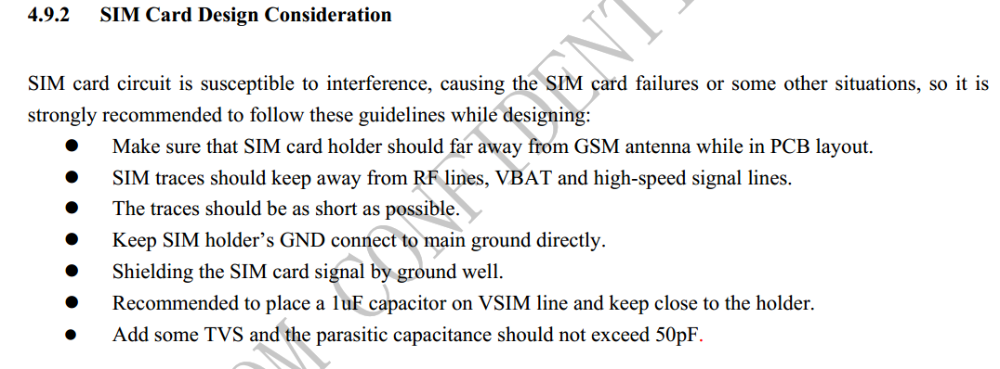 4.9.2 SIM Card Design Consideration
SIM card circuit is susceptible to interference, causing the SIM card failures or some other situations, so it is
strongly recommended to follow these guidelines while designing:
● Make sure that SIM card holder should far away from GSM antenna while in PCB layout.
● SIM traces should keep away from RF lines, VBAT and high-speed signal lines.
● The traces should be as short as possible.
● Keep SIM holder’s GND connect to main ground directly.
● Shielding the SIM card signal by ground well.
● Recommended to place a 1uF capacitor on VSIM line and keep close to the holder.
● Add some TVS and the parasitic capacitance should not exceed 50pF.
OM CONFIDENT